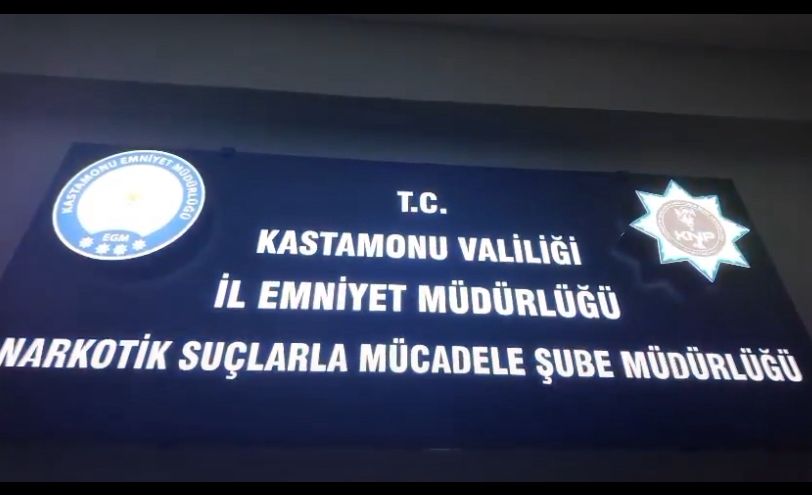 KASTAMONU EMNİYET MÜDÜRLÜĞÜ
EGM
T.C.
KASTAMONU VALİLİĞİ
İL EMNİYET MÜDÜRLÜĞÜ
NARKOTİK SUÇLARLA MÜCADELE ŞUBE MÜDÜRLÜĞÜ